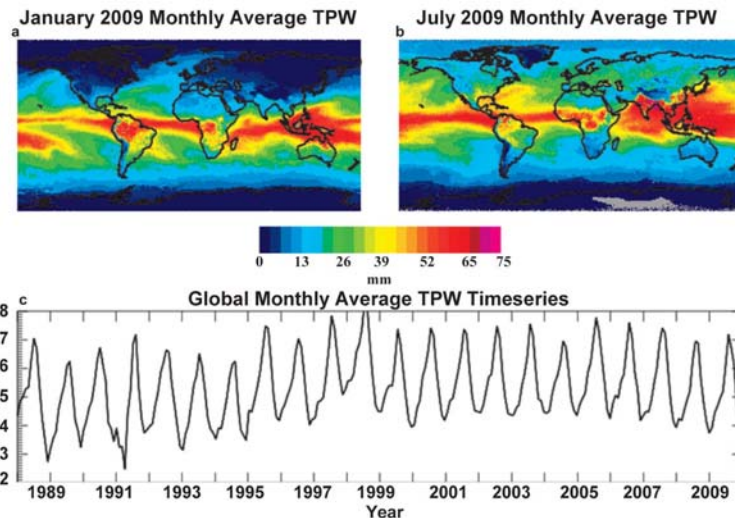 January 2009 Monthly Average TPW
July 2009 Monthly Average TPW
a
b
0 13 26 39 52 65 75
mm
c
Global Monthly Average TPW Timeseries
8
7
6
5
4
3
2
1989 1991 1993 1995 1997 1999 2001 2003 2005 2007 2009
Year